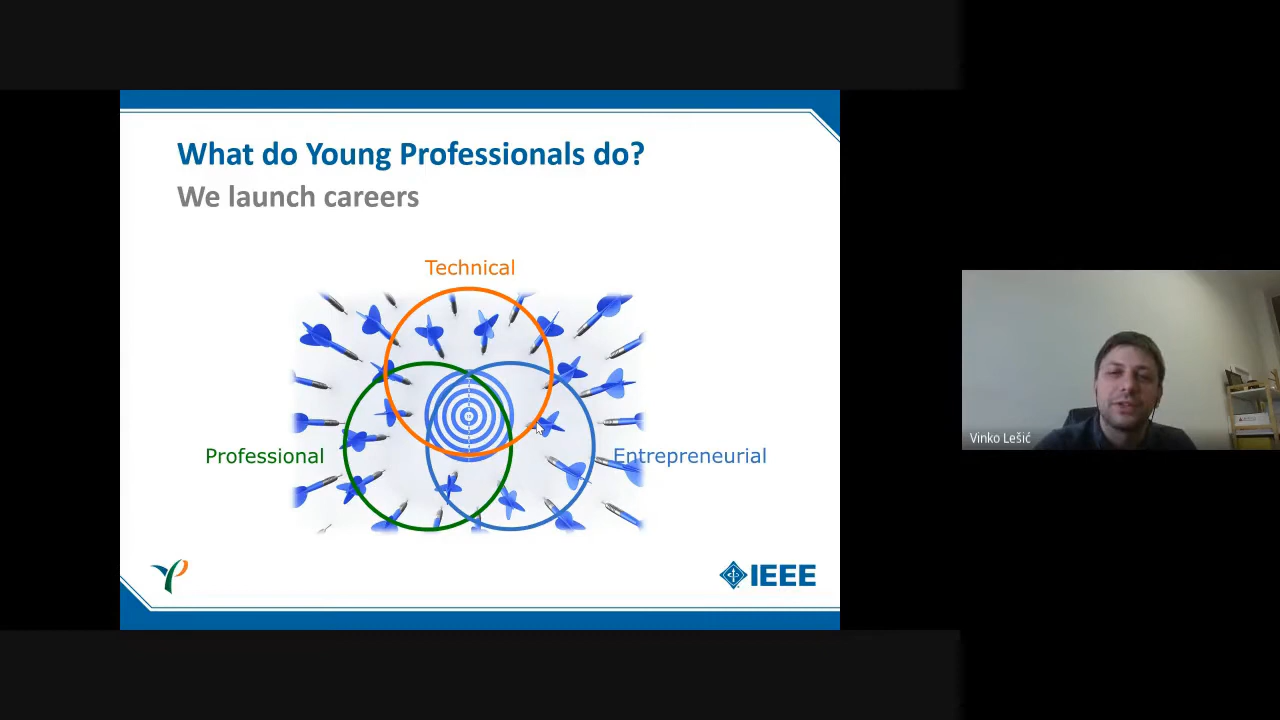 What do Young Professionals do?
We launch careers
Technical
Professional
Entrepreneurial
IEEE
Vinko Lešić